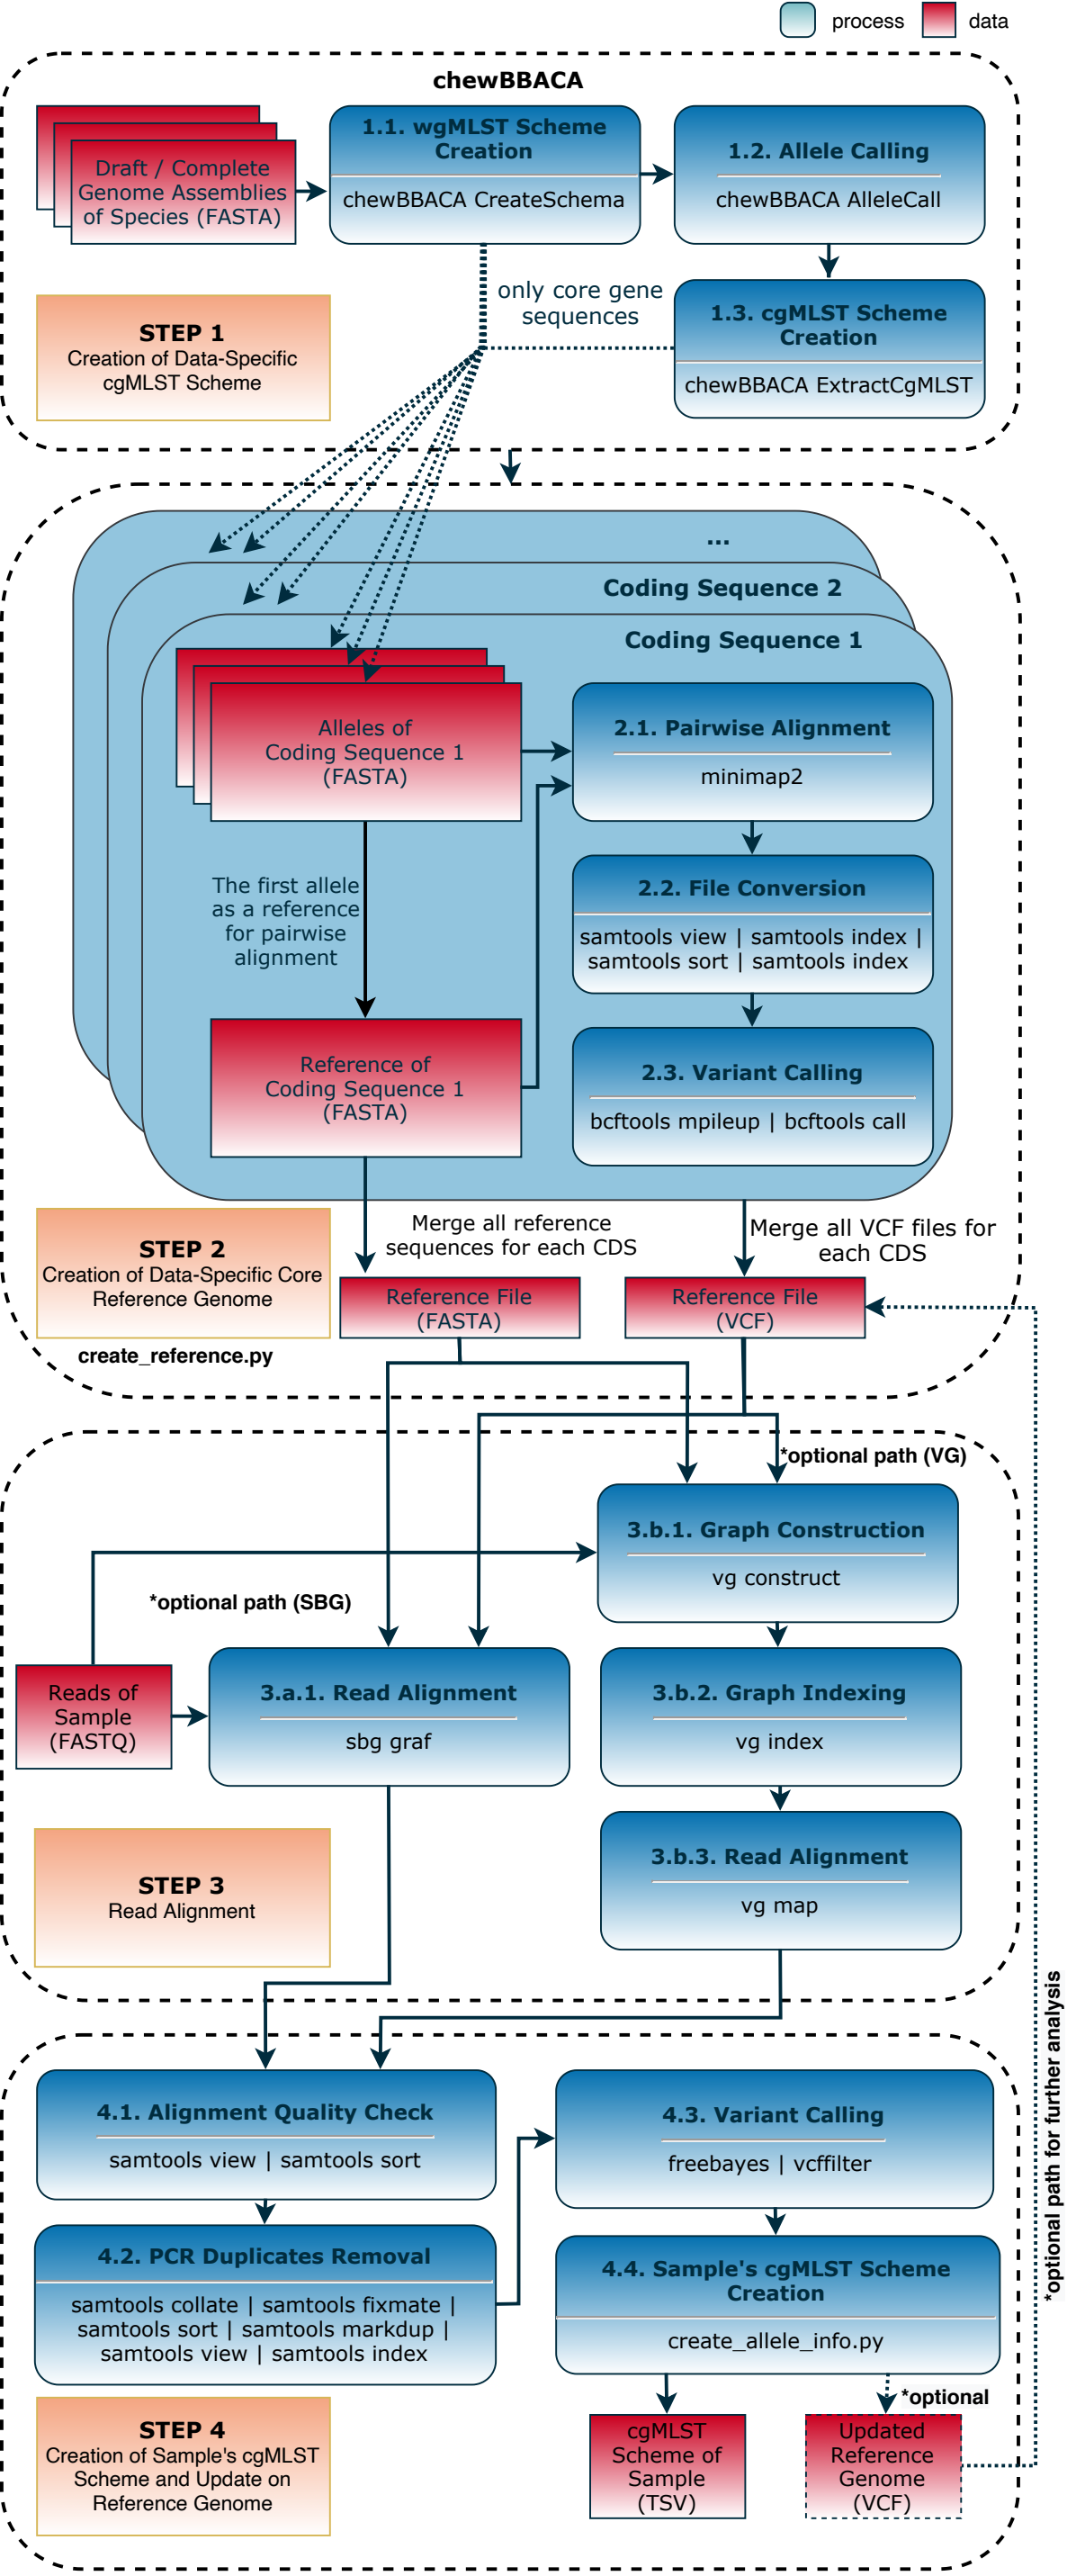 process
data
chewBBACA
Draft / Complete
Genome Assemblies
of Species (FASTA)
1.1. wgMLST Scheme
Creation
chewBBACA CreateSchema
1.2. Allele Calling
chewBBACA AlleleCall
only core gene
sequences
1.3. cgMLST Scheme
Creation
chewBBACA ExtractCgMLST
STEP 1
Creation of Data-Specific
cgMLST Scheme
...
Coding Sequence 2
Coding Sequence 1
Alleles of
Coding Sequence 1
(FASTA)
2.1. Pairwise Alignment
minimap2
The first allele
as a reference
for pairwise
alignment
2.2. File Conversion
samtools view | samtools index |
samtools sort | samtools index
Reference of
Coding Sequence 1
(FASTA)
2.3. Variant Calling
bcftools mpileup | bcftools call
STEP 2
Creation of Data-Specific Core
Reference Genome
create_reference.py
Merge all reference
sequences for each CDS
Merge all VCF files for
each CDS
Reference File
(FASTA)
Reference File
(VCF)
*optional path (VG)
3.b.1. Graph Construction
vg construct
*optional path (SBG)
Reads of
Sample
(FASTQ)
3.a.1. Read Alignment
sbg graf
3.b.2. Graph Indexing
vg index
3.b.3. Read Alignment
vg map
STEP 3
Read Alignment
*optional path for further analysis
4.1. Alignment Quality Check
samtools view | samtools sort
4.2. PCR Duplicates Removal
samtools collate | samtools fixmate |
samtools sort | samtools markdup |
samtools view | samtools index
4.3. Variant Calling
freebayes | vcffilter
4.4. Sample's cgMLST Scheme
Creation
create_allele_info.py
*optional
STEP 4
Creation of Sample's cgMLST
Scheme and Update on
Reference Genome
cgMLST
Scheme of
Sample
(TSV)
Updated
Reference
Genome
(VCF)